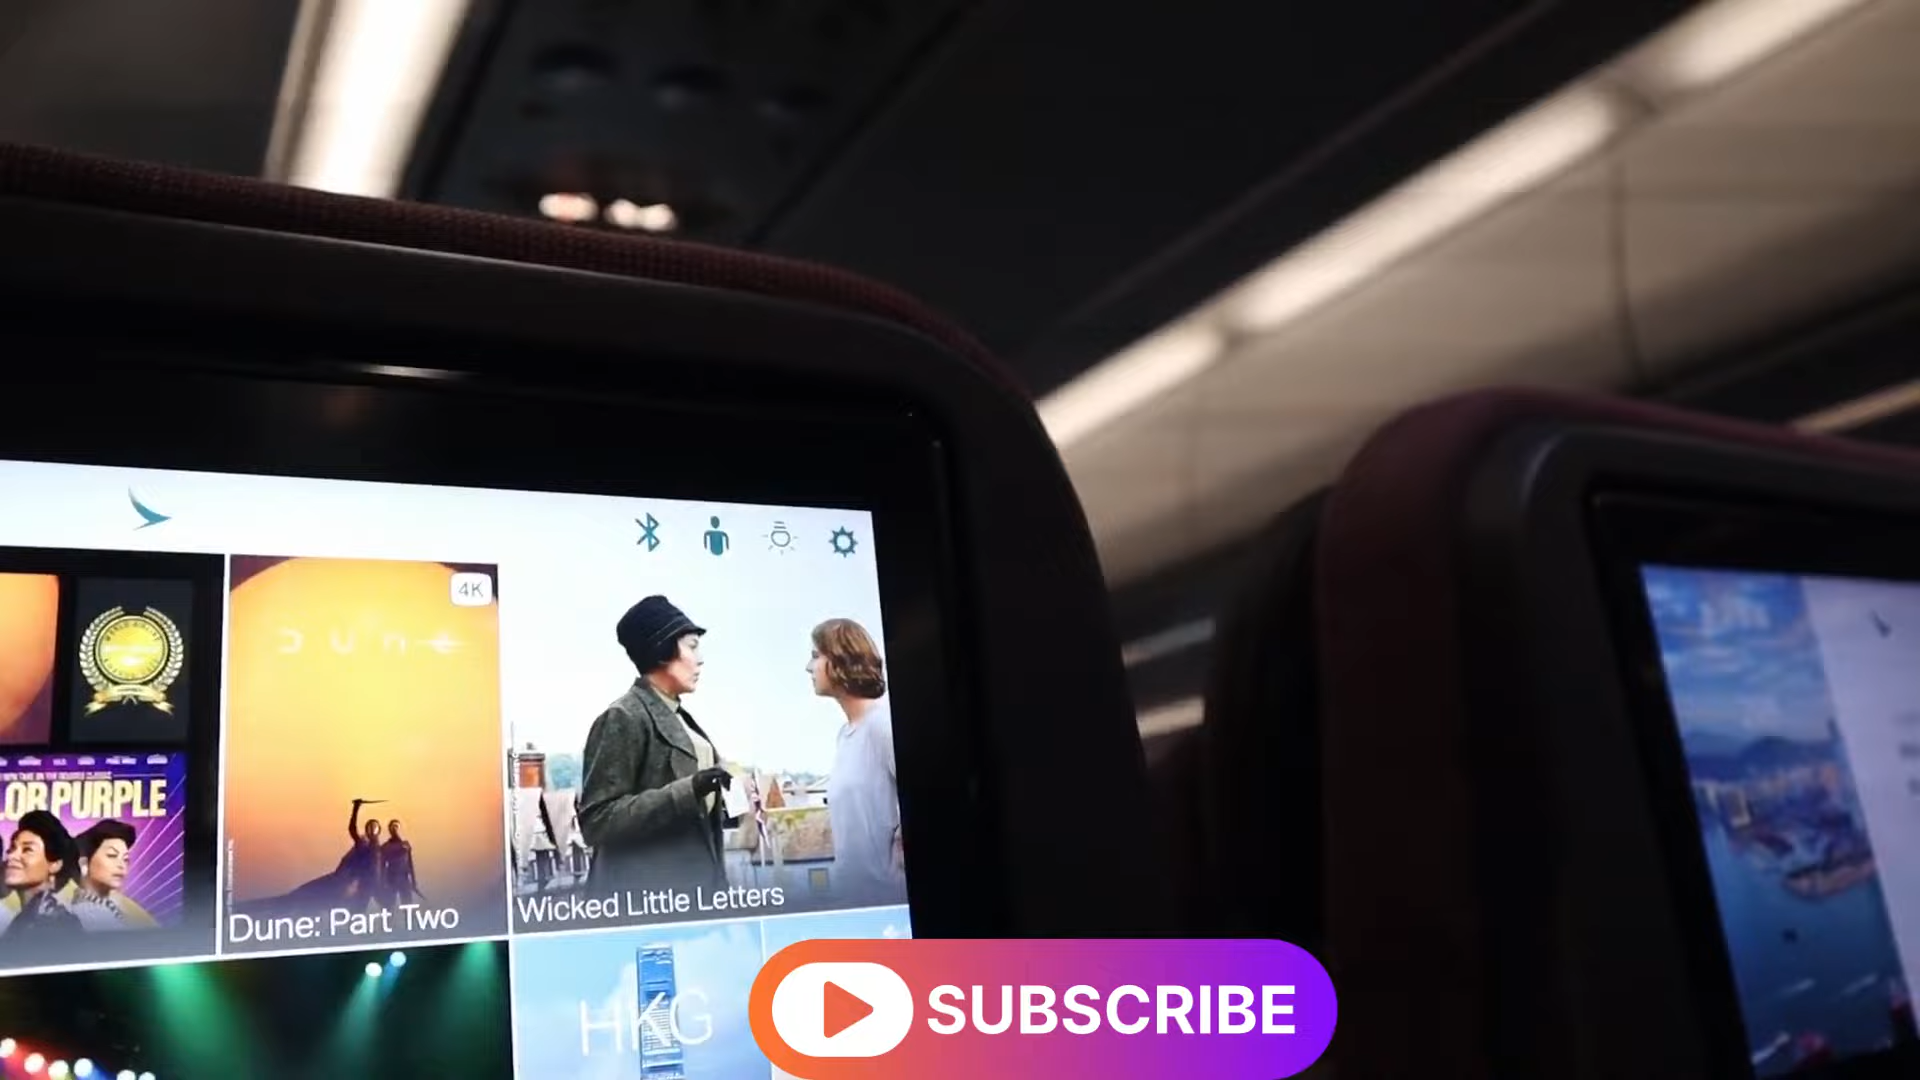 4K
Dune
LOR PURPLE
Dune: Part Two
Wicked Little Letters
HKG
SUBSCRIBE